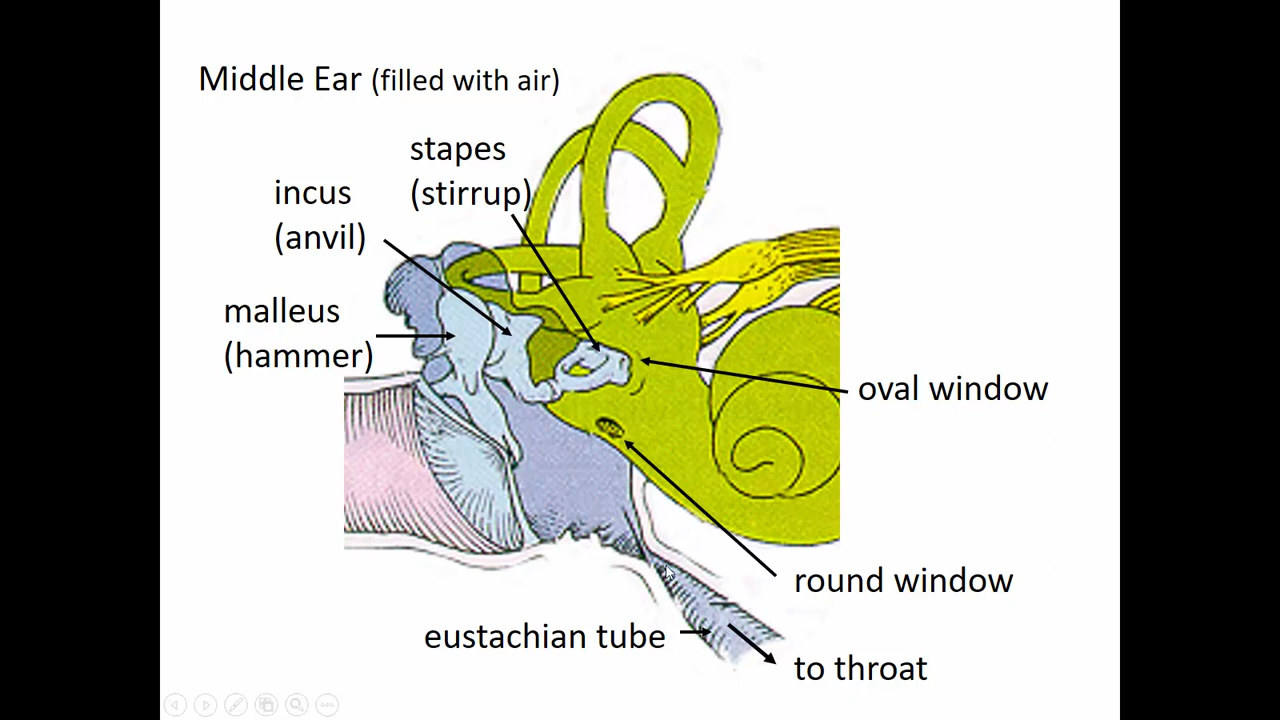 Middle Ear (filled with air)
stapes
(stirrup)
incus
(anvil)
malleus
(hammer)
oval window
round window
eustachian tube
to throat